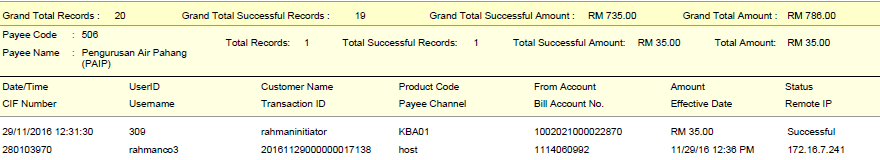 Grand Total Records : 20 Grand Total Successful Records : 19 Grand Total Successful Amount : RM 735.00 Grand Total Amount : RM 786.00
Payee Code : 506
Total Records: 1 Total Successful Records: 1 Total Successful Amount: RM 35.00 Total Amount: RM 35.00
Payee Name : Pengurusan Air Pahang
(PAIP)
Date/Time UserID Customer Name Product Code From Account Amount Status
CIF Number Username Transaction ID Payee Channel Bill Account No. Effective Date Remote IP
29/11/2016 12:31:30 309 rahmaninitiator KBA01 1002021000022870 RM 35.00 Successful
280103970 rahmanco3 20161129000000017138 host 1114060992 11/29/16 12:36 PM 172.16.7.241